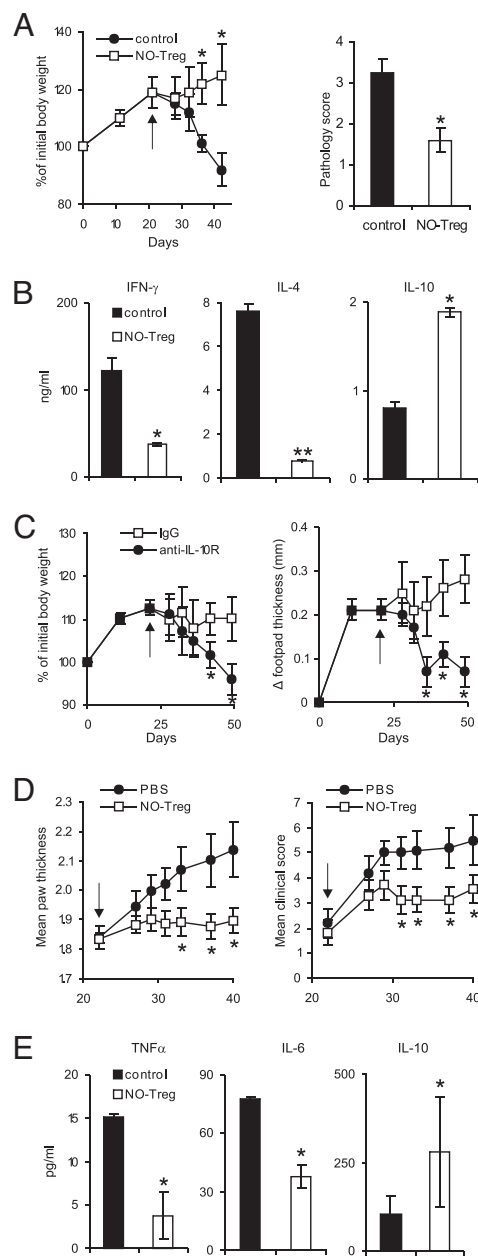 A
control
NO-Treg
% of initial body weight
140
120
100
80
* *
0 10 20 30 40
Days
Pathology score
4
3
2
1
0
*
control NO-Treg
B
IFN-γ IL-4 IL-10
control
NO-Treg
ng/ml
200
100
0
*
8
6
4
2
0
**
2
1
0
*
C
IgG
anti-IL-10R
% of initial body weight
130
120
110
100
90
* *
0 25 50
Days
Δ footpad thickness (mm)
0.4
0.3
0.2
0.1
0
* * *
0 25 50
Days
D
PBS
NO-Treg
Mean paw thickness
2.3
2.2
2.1
2.0
1.9
1.8
1.7
* * *
20 30 40
PBS
NO-Treg
Mean clinical score
7
6
5
4
3
2
1
0
* * * *
20 30 40
E
TNFα IL-6 IL-10
control
NO-Treg
pg/ml
20
15
10
5
0
*
90
60
30
0
*
500
250
0
*